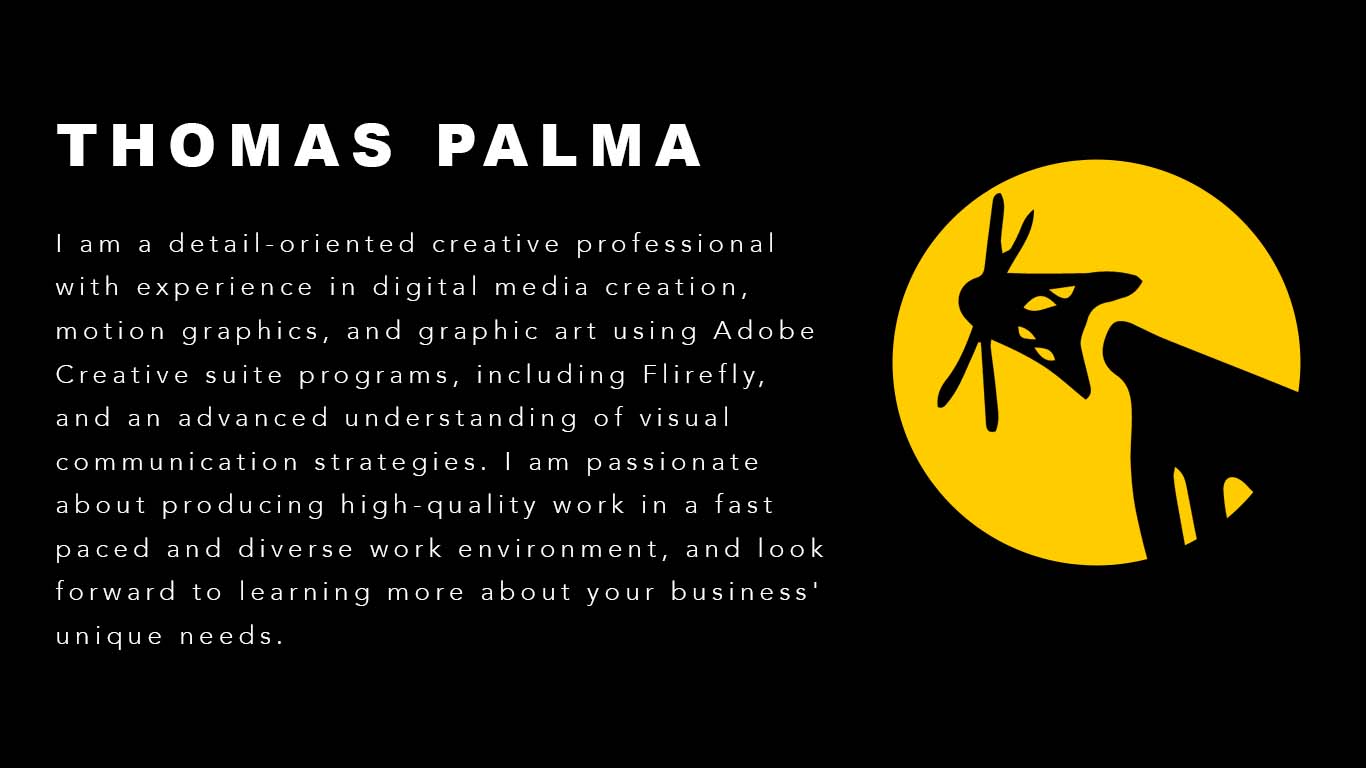 THOMAS PALMA
I am a detail-oriented creative professional
with experience in digital media creation,
motion graphics, and graphic art using Adobe
Creative suite programs, including Flirefly,
and an advanced understanding of visual
communication strategies. I am passionate
about producing high-quality work in a fast
paced and diverse work environment, and look
forward to learning more about your business'
unique needs.